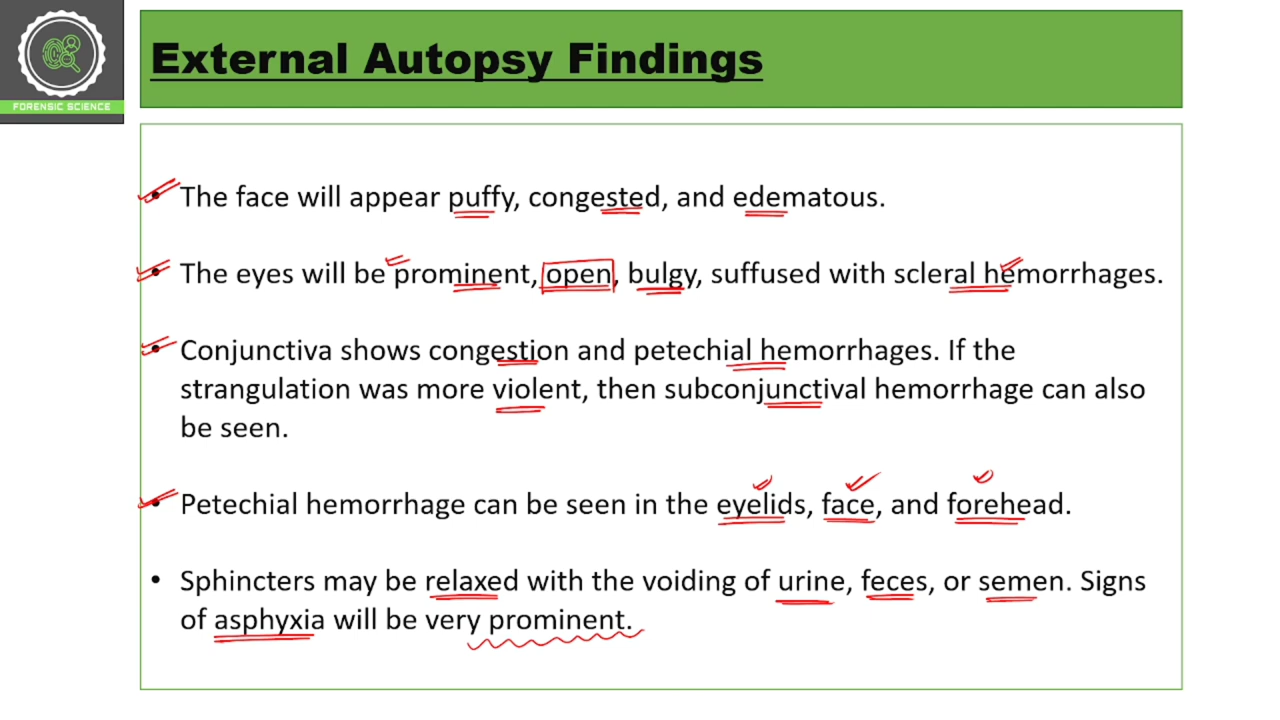 FORENSIC SCIENCE
External Autopsy Findings
• The face will appear puffy, congested, and edematous.
• The eyes will be prominent, open, bulgy, suffused with scleral hemorrhages.
• Conjunctiva shows congestion and petechial hemorrhages. If the
strangulation was more violent, then subconjunctival hemorrhage can also
be seen.
• Petechial hemorrhage can be seen in the eyelids, face, and forehead.
• Sphincters may be relaxed with the voiding of urine, feces, or semen. Signs
of asphyxia will be very prominent.